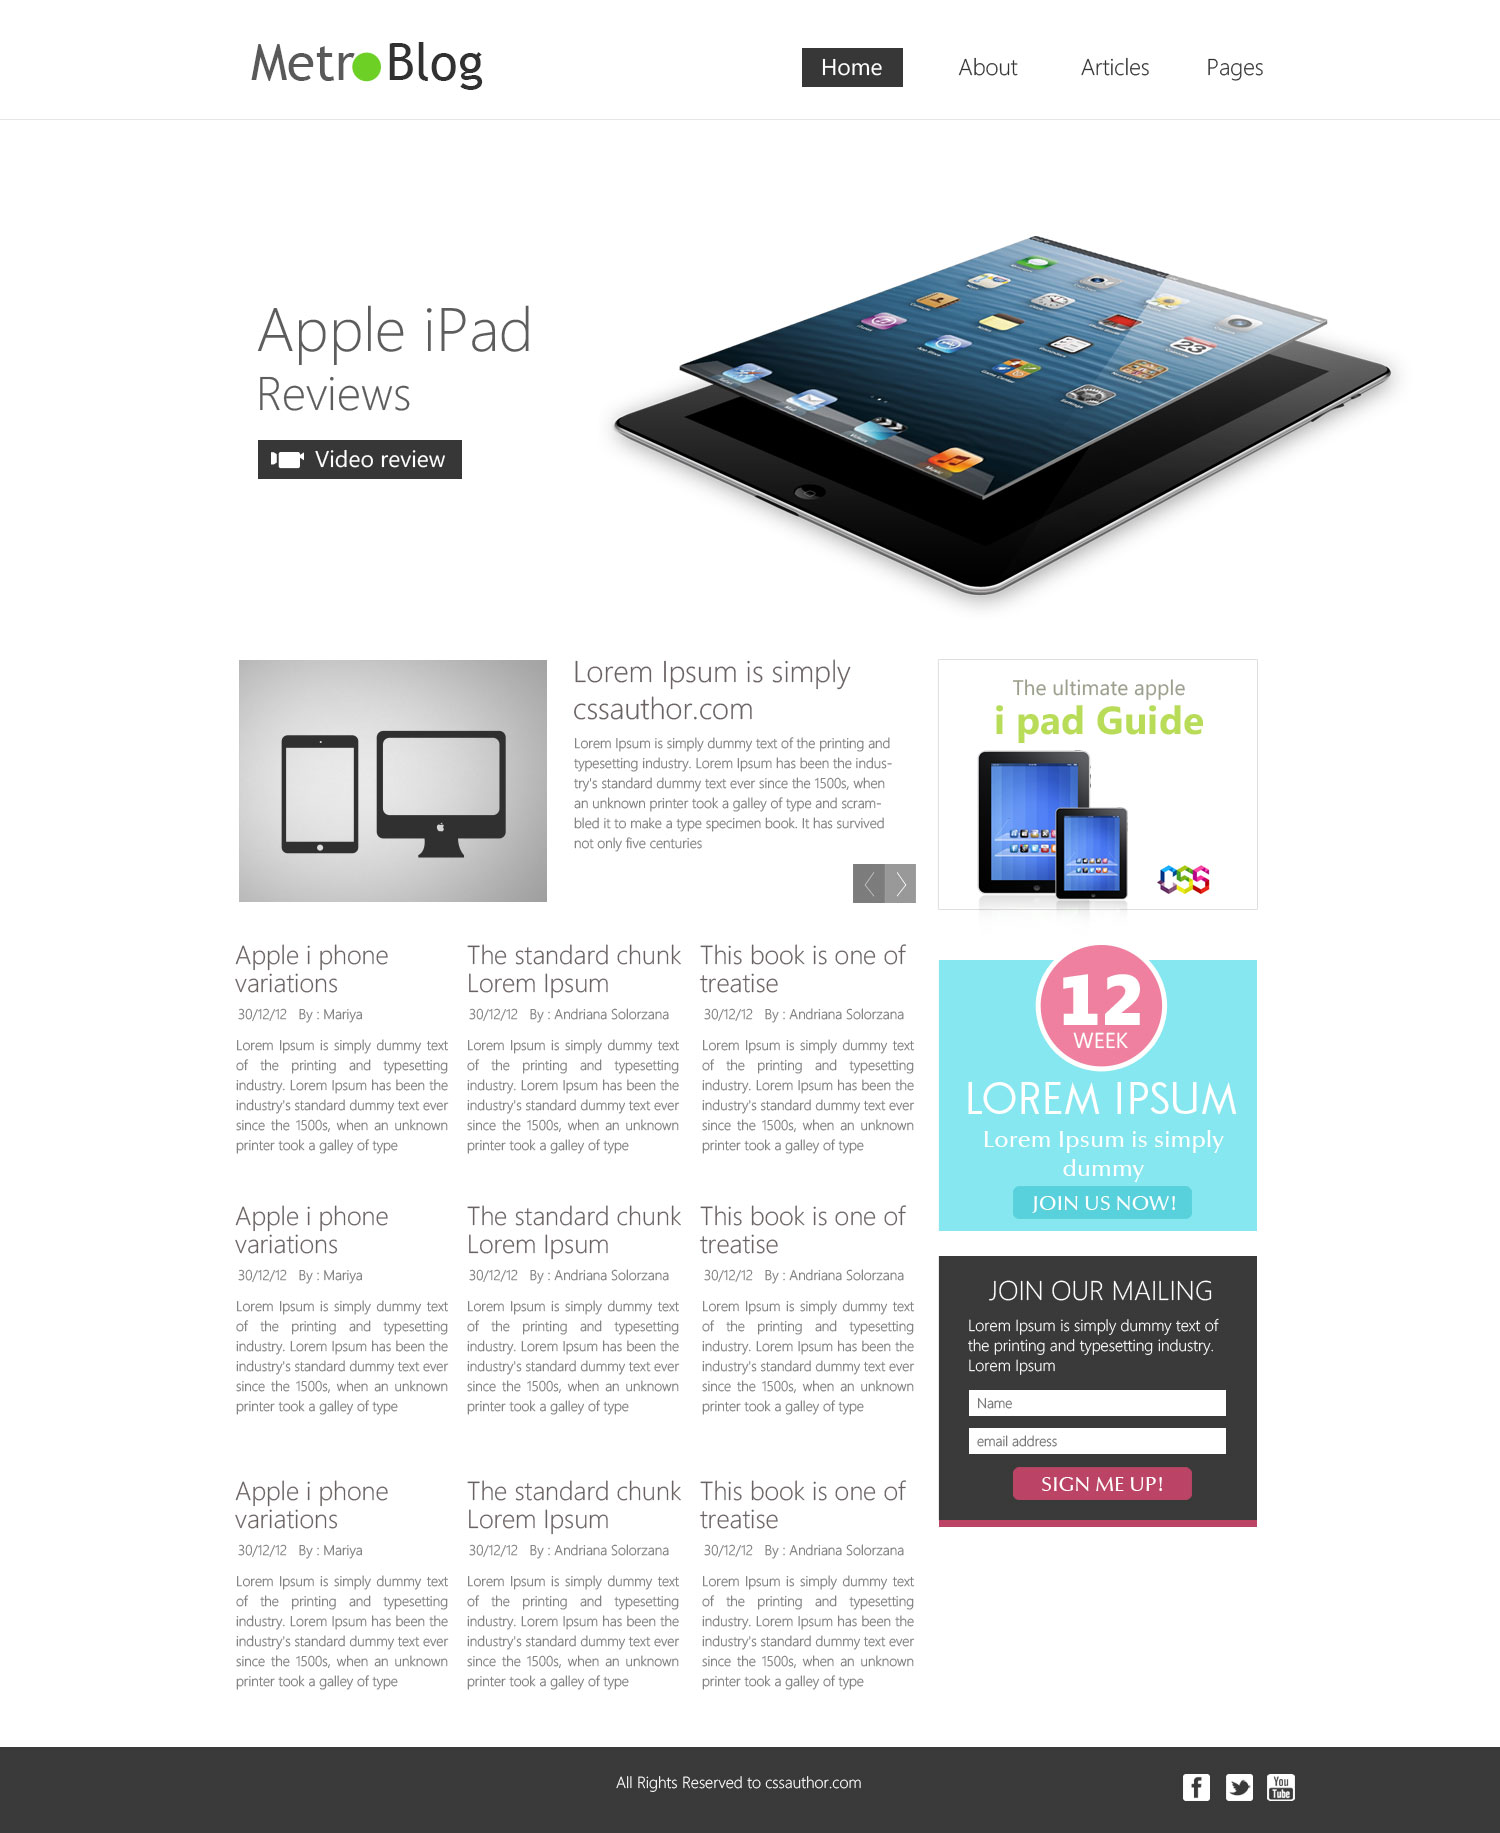 MetroBlog
Home
About
Articles
Pages
Apple iPad
Reviews
Video review
Lorem Ipsum is simply
cssauthor.com
Lorem Ipsum is simply dummy text of the printing and
typesetting industry. Lorem Ipsum has been the indus-
try's standard dummy text ever since the 1500s, when
an unknown printer took a galley of type and scram-
bled it to make a type specimen book. It has survived
not only five centuries
The ultimate apple
i pad Guide
CSS
Apple i phone
variations
30/12/12 By : Mariya
Lorem Ipsum is simply dummy text
of the printing and typesetting
industry. Lorem Ipsum has been the
industry's standard dummy text ever
since the 1500s, when an unknown
printer took a galley of type
The standard chunk
Lorem Ipsum
30/12/12 By : Andriana Solorzana
Lorem Ipsum is simply dummy text
of the printing and typesetting
industry. Lorem Ipsum has been the
industry's standard dummy text ever
since the 1500s, when an unknown
printer took a galley of type
This book is one of
treatise
30/12/12 By : Andriana Solorzana
Lorem Ipsum is simply dummy text
of the printing and typesetting
industry. Lorem Ipsum has been the
industry's standard dummy text ever
since the 1500s, when an unknown
printer took a galley of type
12
WEEK
LOREM IPSUM
Lorem Ipsum is simply
dummy
JOIN US NOW!
Apple i phone
variations
30/12/12 By : Mariya
Lorem Ipsum is simply dummy text
of the printing and typesetting
industry. Lorem Ipsum has been the
industry's standard dummy text ever
since the 1500s, when an unknown
printer took a galley of type
The standard chunk
Lorem Ipsum
30/12/12 By : Andriana Solorzana
Lorem Ipsum is simply dummy text
of the printing and typesetting
industry. Lorem Ipsum has been the
industry's standard dummy text ever
since the 1500s, when an unknown
printer took a galley of type
This book is one of
treatise
30/12/12 By : Andriana Solorzana
Lorem Ipsum is simply dummy text
of the printing and typesetting
industry. Lorem Ipsum has been the
industry's standard dummy text ever
since the 1500s, when an unknown
printer took a galley of type
JOIN OUR MAILING
Lorem Ipsum is simply dummy text of
the printing and typesetting industry.
Lorem Ipsum
Name
email address
SIGN ME UP!
Apple i phone
variations
30/12/12 By : Mariya
Lorem Ipsum is simply dummy text
of the printing and typesetting
industry. Lorem Ipsum has been the
industry's standard dummy text ever
since the 1500s, when an unknown
printer took a galley of type
The standard chunk
Lorem Ipsum
30/12/12 By : Andriana Solorzana
Lorem Ipsum is simply dummy text
of the printing and typesetting
industry. Lorem Ipsum has been the
industry's standard dummy text ever
since the 1500s, when an unknown
printer took a galley of type
This book is one of
treatise
30/12/12 By : Andriana Solorzana
Lorem Ipsum is simply dummy text
of the printing and typesetting
industry. Lorem Ipsum has been the
industry's standard dummy text ever
since the 1500s, when an unknown
printer took a galley of type
All Rights Reserved to cssauthor.com
You
Tube